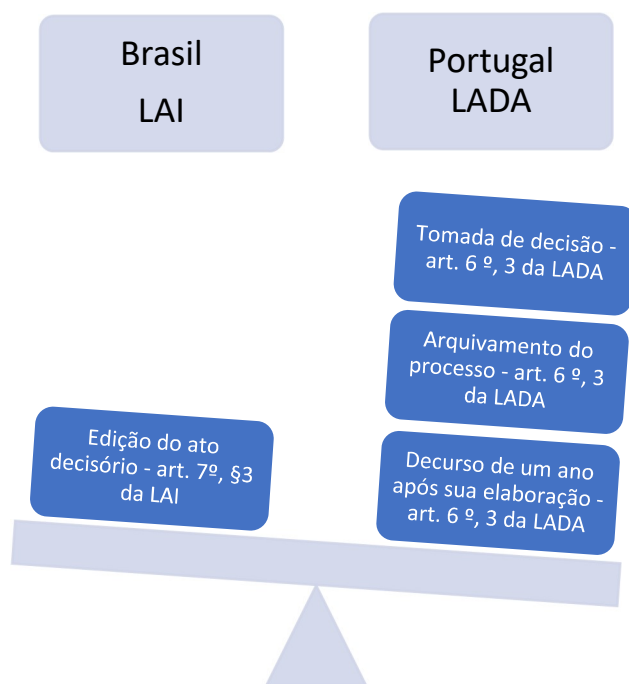 Brasil
LAI
Portugal
LADA
Tomada de decisão -
art. 6 º, 3 da LADA
Arquivamento do
processo - art. 6 º, 3
da LADA
Edição do ato
decisório - art. 7º, §3
da LAI
Decurso de um ano
após sua elaboração -
art. 6 º, 3 da LADA